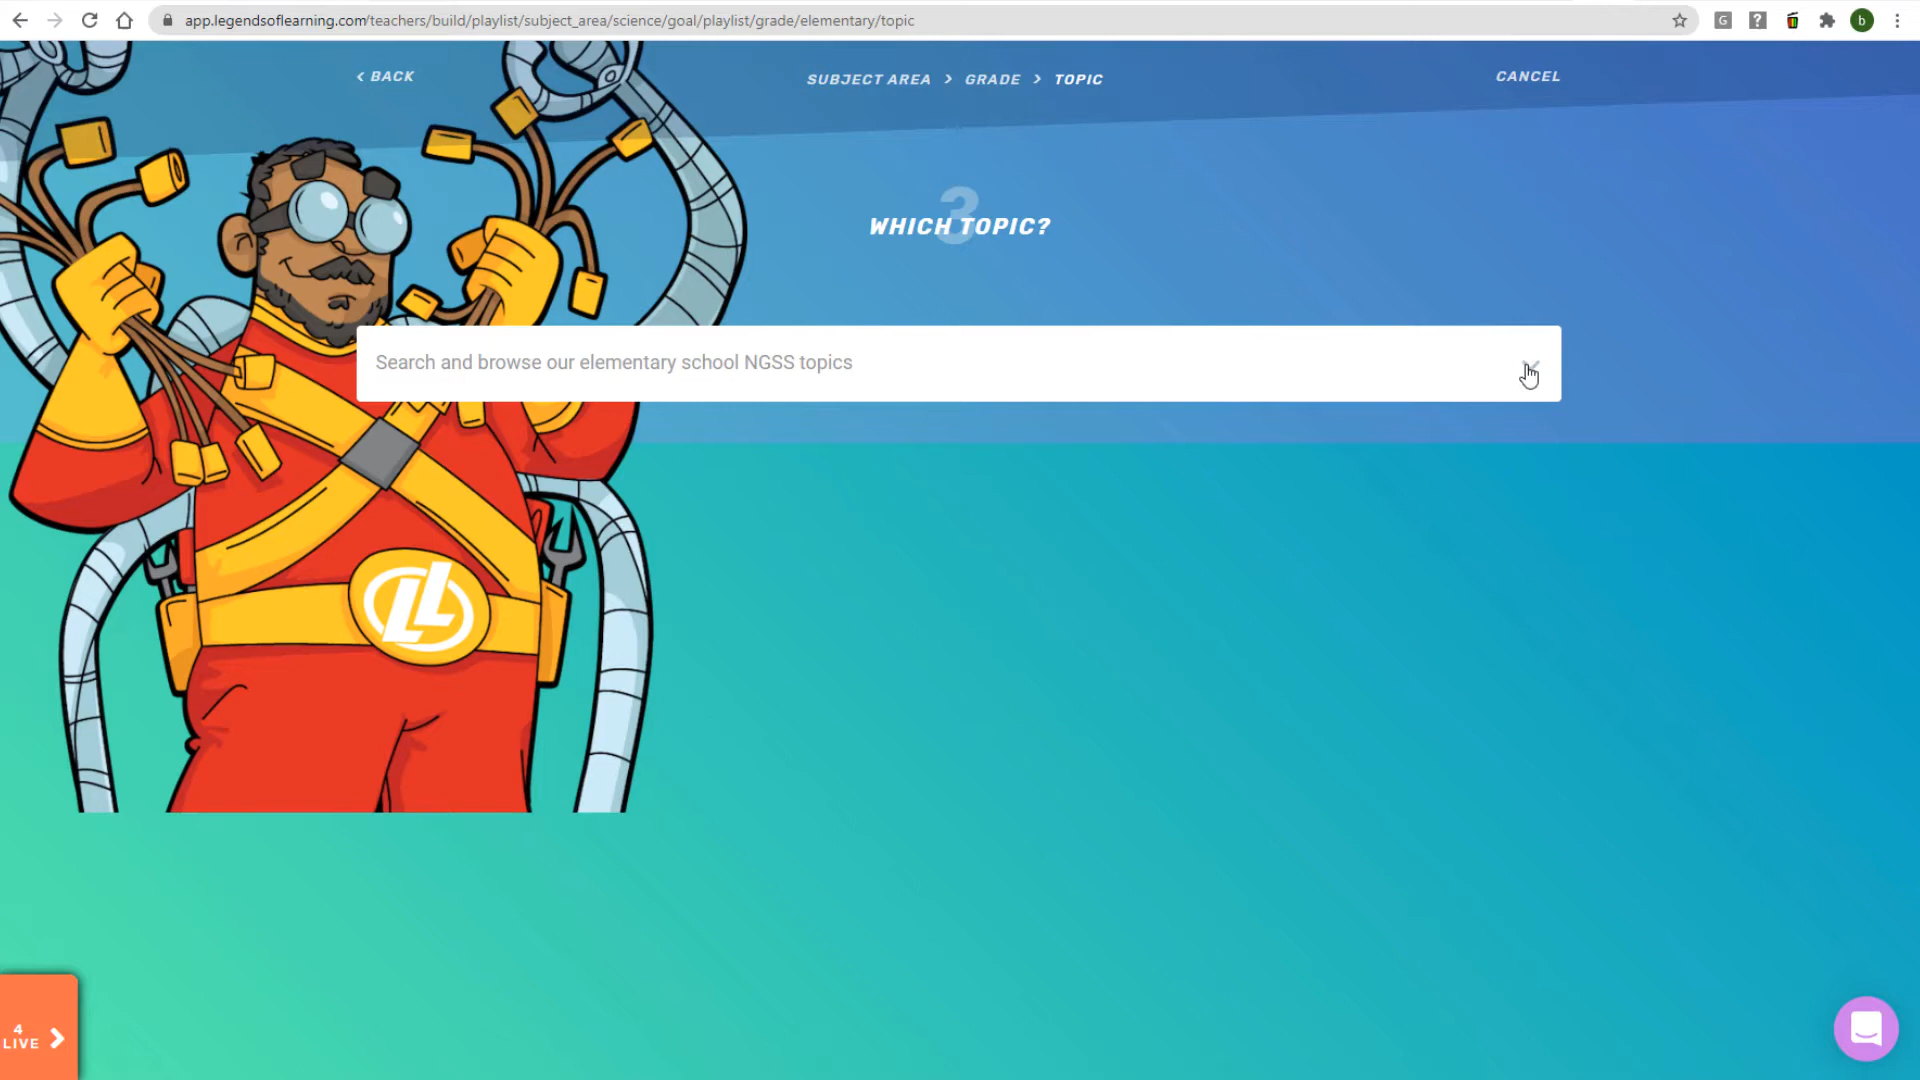 app.legendsoflearning.com/teachers/build/playlist/subject_area/science/goal/playlist/grade/elementary/topic
G
?
b
BACK
SUBJECT AREA > GRADE > TOPIC
CANCEL
3
WHICH TOPIC?
Search and browse our elementary school NGSS topics
LL
4
LIVE